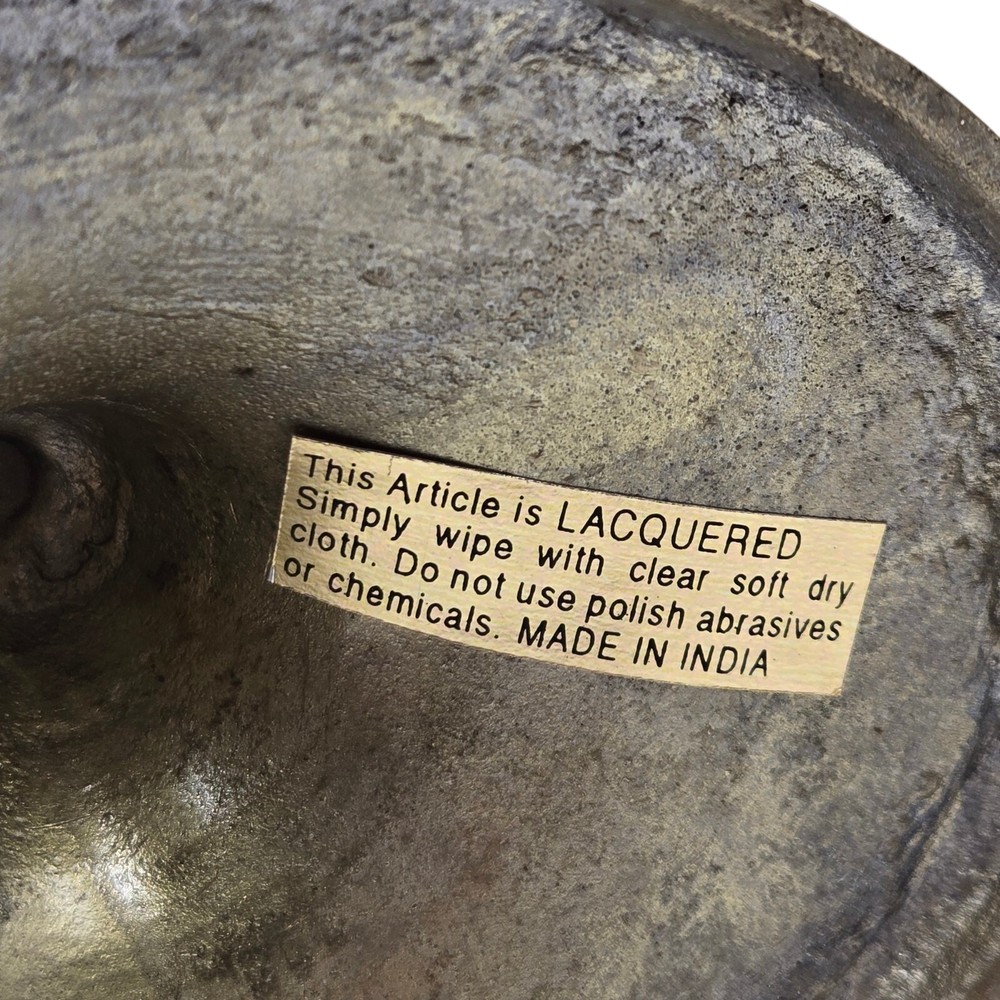 This Article is LACQUERED
Simply wipe with clear soft dry
cloth. Do not use polish abrasives
or chemicals. MADE IN INDIA